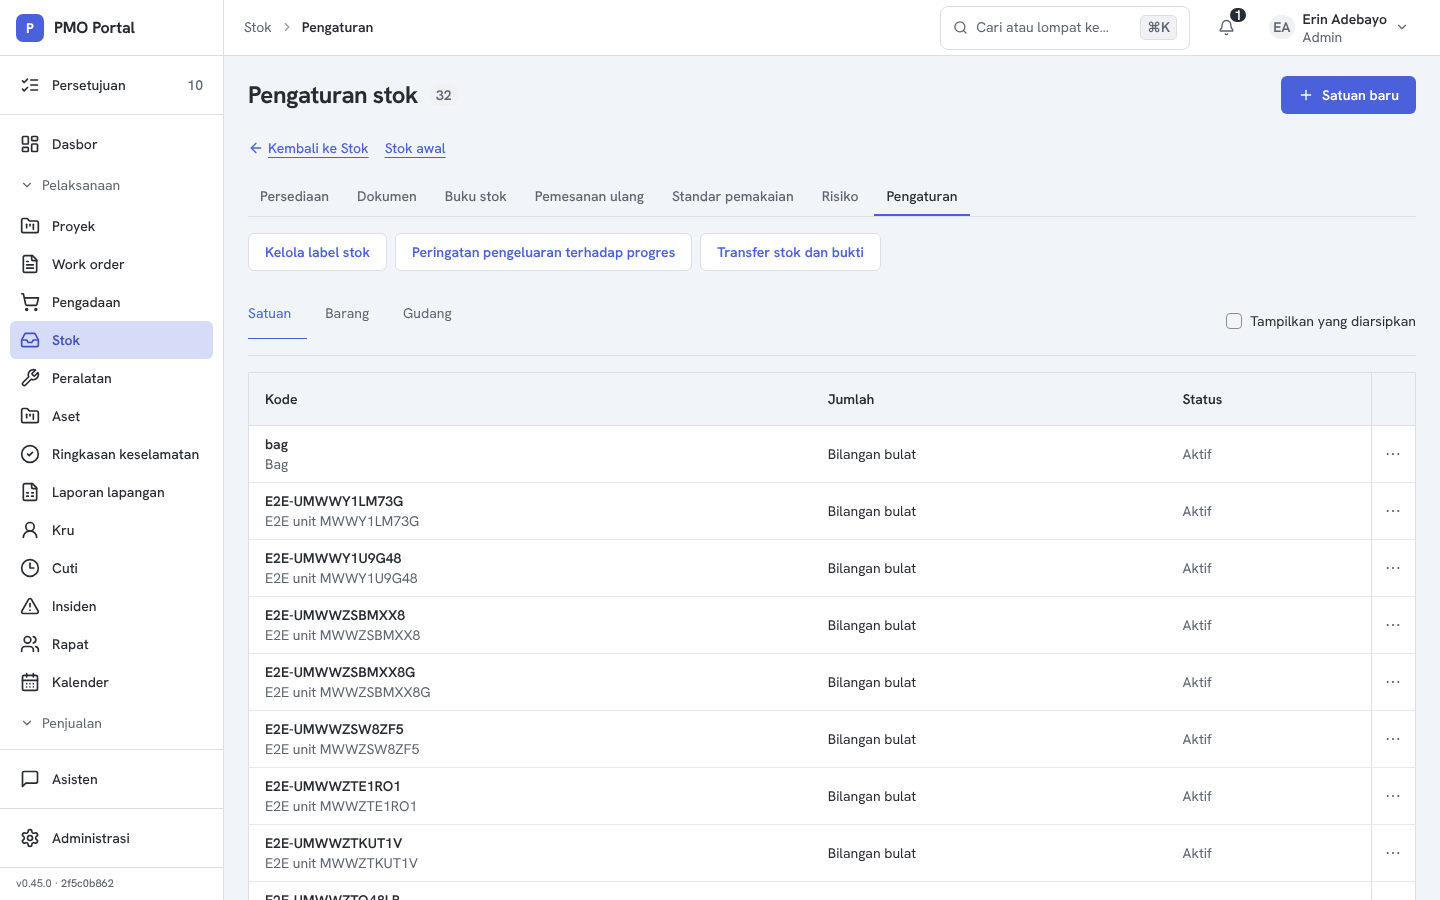 P PMO Portal
Stok > Pengaturan
Cari atau lompat ke... ⌘K
1
EA Erin Adebayo
Admin
Persetujuan 10
Dasbor
Pelaksanaan
Proyek
Work order
Pengadaan
Stok
Peralatan
Aset
Ringkasan keselamatan
Laporan lapangan
Kru
Cuti
Insiden
Rapat
Kalender
Penjualan
Asisten
Administrasi
v0.45.0 · 2f5c0b862
Pengaturan stok 32
+ Satuan baru
← Kembali ke Stok Stok awal
Persediaan Dokumen Buku stok Pemesanan ulang Standar pemakaian Risiko Pengaturan
Kelola label stok Peringatan pengeluaran terhadap progres Transfer stok dan bukti
Satuan Barang Gudang
Tampilkan yang diarsipkan
Kode Jumlah Status
bag
Bag
Bilangan bulat Aktif ...
E2E-UMWWY1LM73G
E2E unit MWWY1LM73G
Bilangan bulat Aktif ...
E2E-UMWWY1U9G48
E2E unit MWWY1U9G48
Bilangan bulat Aktif ...
E2E-UMWWZSBMXX8
E2E unit MWWZSBMXX8
Bilangan bulat Aktif ...
E2E-UMWWZSBMXX8G
E2E unit MWWZSBMXX8G
Bilangan bulat Aktif ...
E2E-UMWWZSW8ZF5
E2E unit MWWZSW8ZF5
Bilangan bulat Aktif ...
E2E-UMWWZTE1RO1
E2E unit MWWZTE1RO1
Bilangan bulat Aktif ...
E2E-UMWWZTKUT1V
E2E unit MWWZTKUT1V
Bilangan bulat Aktif ...